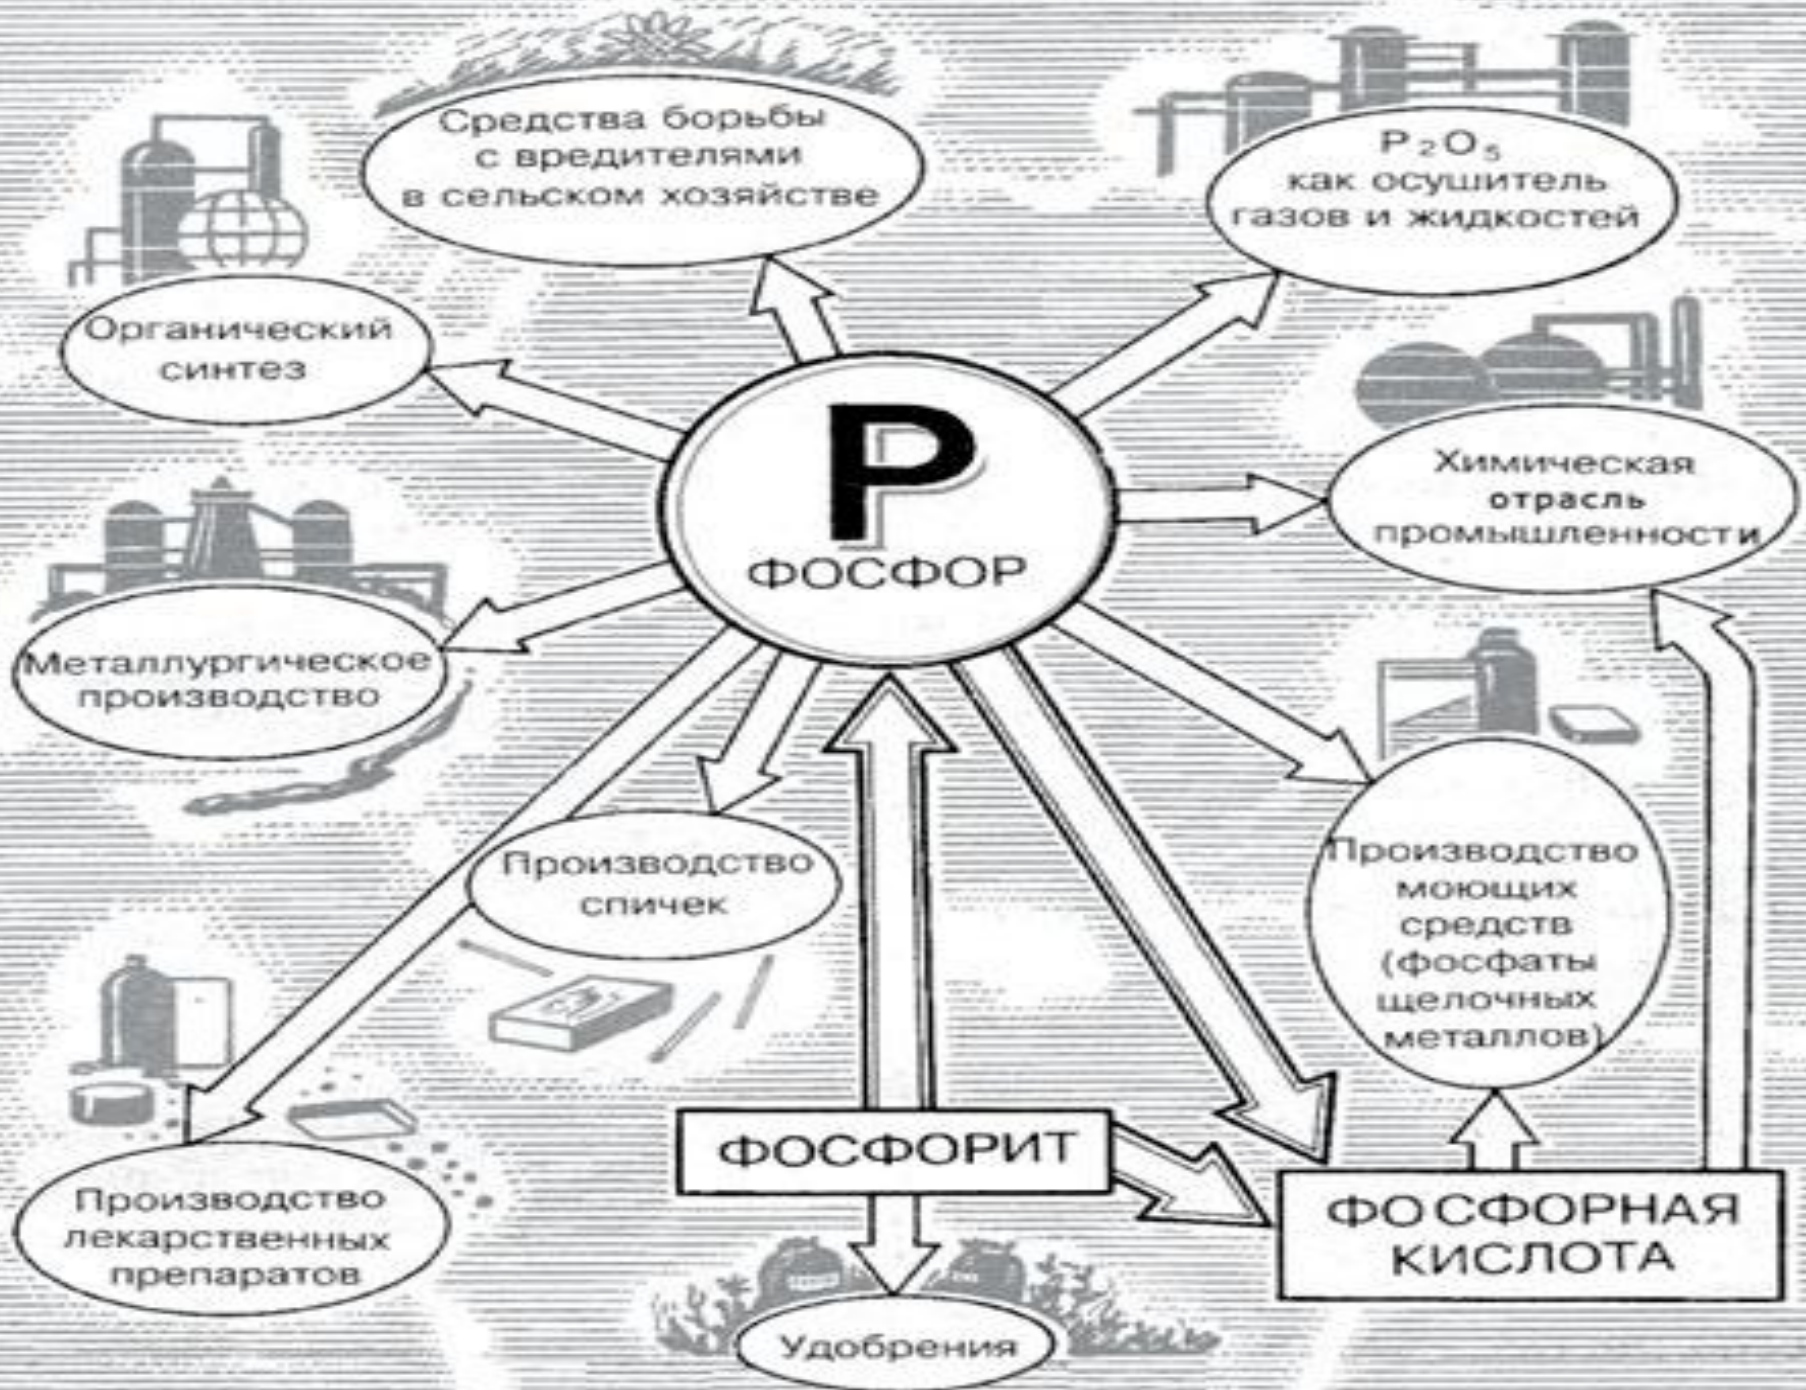 Средства борьбы
с вредителями
в сельском хозяйстве
P₂O₅
как осушитель
газов и жидкостей
Органический
синтез
Химическая
отрасль
промышленности
P
ФОСФОР
Металлургическое
производство
Производство
спичек
Производство
моющих
средств
(фосфаты
щелочных
металлов)
Производство
лекарственных
препаратов
ФОСФОРИТ
ФОСФОРНАЯ
КИСЛОТА
Удобрения